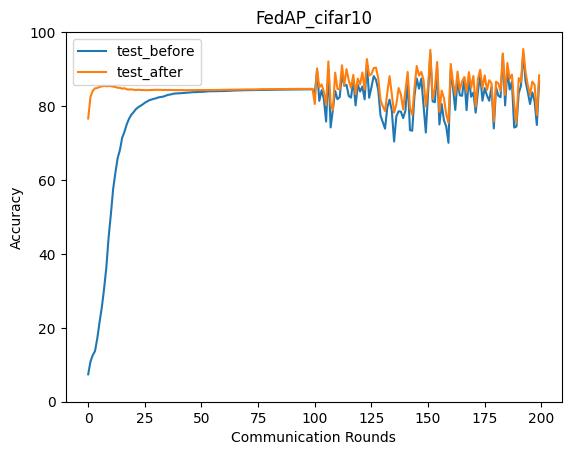 FedAP_cifar10
test_before
test_after
100
80
60
40
20
0
Accuracy
0 25 50 75 100 125 150 175 200
Communication Rounds